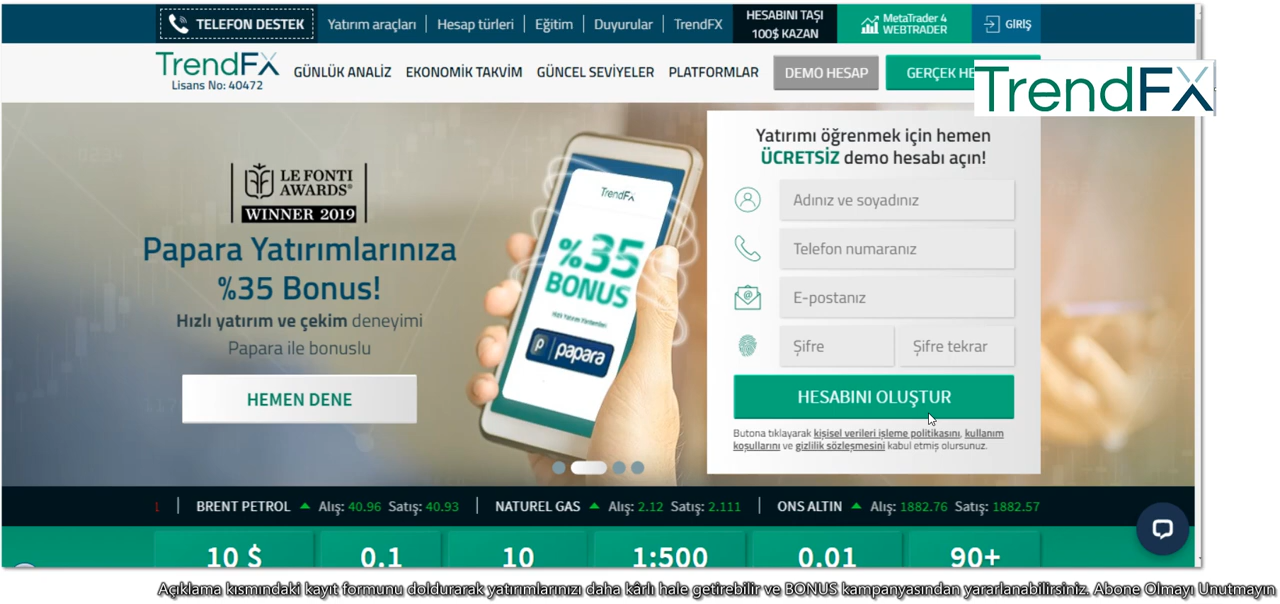 TELEFON DESTEK
Yatırım araçları
Hesap türleri
Eğitim
Duyurular
TrendFX
HESABINI TAŞI
100$ KAZAN
MetaTrader 4
WEBTRADER
GİRİŞ
TrendFX
Lisans No: 40472
GÜNLÜK ANALİZ
EKONOMİK TAKVİM
GÜNCEL SEVİYELER
PLATFORMLAR
DEMO HESAP
GERÇEK HE
TrendFX
LE FONTI
AWARDS®
WINNER 2019
Papara Yatırımlarınıza
%35 Bonus!
Hızlı yatırım ve çekim deneyimi
Papara ile bonuslu
HEMEN DENE
TrendFX
%35
BONUS
papara
Yatırımı öğrenmek için hemen
ÜCRETSİZ demo hesabı açın!
Adınız ve soyadınız
Telefon numaranız
E-postanız
Şifre
Şifre tekrar
HESABINI OLUŞTUR
Butona tıklayarak kişisel verileri işleme politikasını, kullanım
koşullarını ve gizlilik sözleşmesini kabul etmiş olursunuz.
1 BRENT PETROL Alış: 40.96 Satış: 40.93 NATUREL GAS Alış: 2.12 Satış: 2.111 ONS ALTIN Alış: 1882.76 Satış: 1882.57
10 $
0.1
10
1:500
0.01
90+
Açıklama kısmındaki kayıt formunu doldurarak yatırımlarınızı daha kârlı hale getirebilir ve BONUS kampanyasından yararlanabilirsiniz. Abone Olmayı Unutmayın